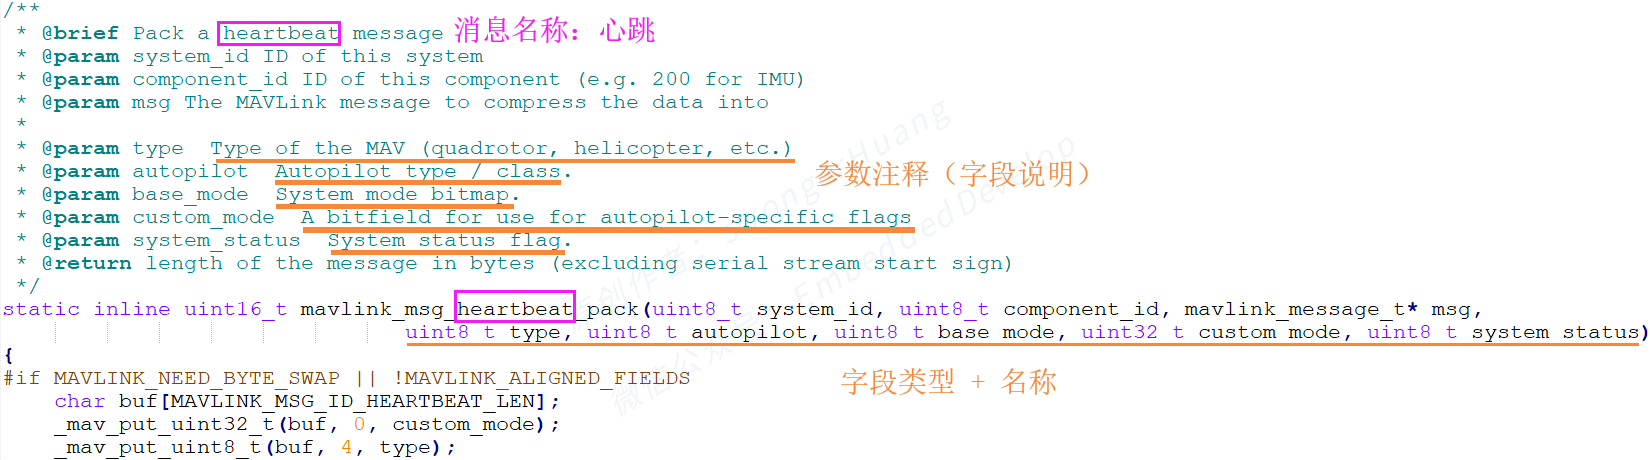 /**
* @brief Pack a heartbeat message 消息名称：心跳
* @param system_id ID of this system
* @param component_id ID of this component (e.g. 200 for IMU)
* @param msg The MAVLink message to compress the data into
*
* @param type  Type of the MAV (quadrotor, helicopter, etc.)
* @param autopilot  Autopilot type / class.
参数注释（字段说明）
* @param base_mode  System mode bitmap.
* @param custom_mode  A bitfield for use for autopilot-specific flags
* @param system_status  System status flag.
* @return length of the message in bytes (excluding serial stream start sign)
*/
static inline uint16_t mavlink_msg_heartbeat_pack(uint8_t system_id, uint8_t component_id, mavlink_message_t* msg,
uint8_t type, uint8_t autopilot, uint8_t base_mode, uint32_t custom_mode, uint8_t system_status)
{
#if MAVLINK_NEED_BYTE_SWAP || !MAVLINK_ALIGNED_FIELDS
字段类型 + 名称
char buf[MAVLINK_MSG_ID_HEARTBEAT_LEN];
_mav_put_uint32_t(buf, 0, custom_mode);
_mav_put_uint8_t(buf, 4, type);
EmbeddedDevelop